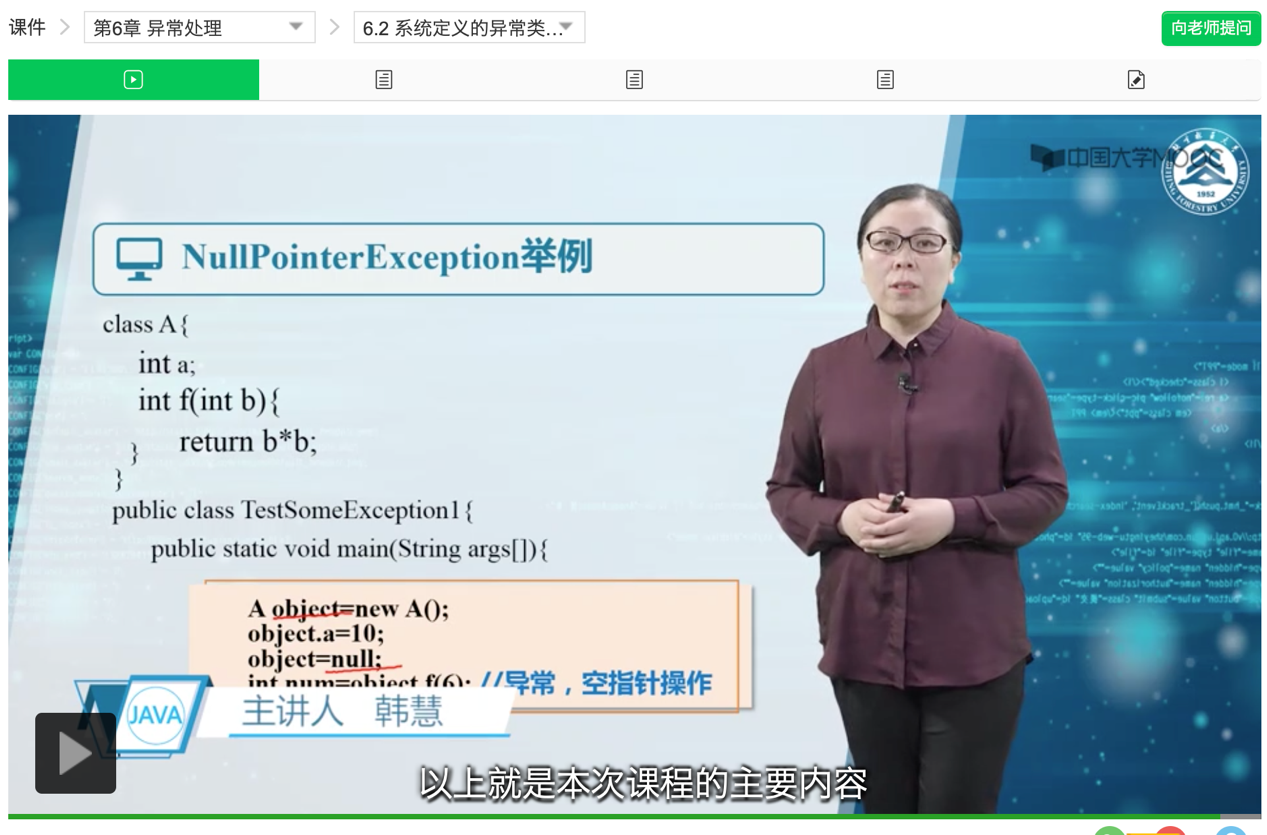 课件
第6章 异常处理
6.2 系统定义的异常类...
向老师提问
中国大学MOOC
1952
NullPointerException举例
class A{
int a;
int f(int b){
return b*b;
}
}
public class TestSomeException1{
public static void main(String args[]){
A object=new A();
object.a=10;
object=null;
int num=object.f(6); //异常，空指针操作
JAVA
主讲人 韩慧
以上就是本次课程的主要内容